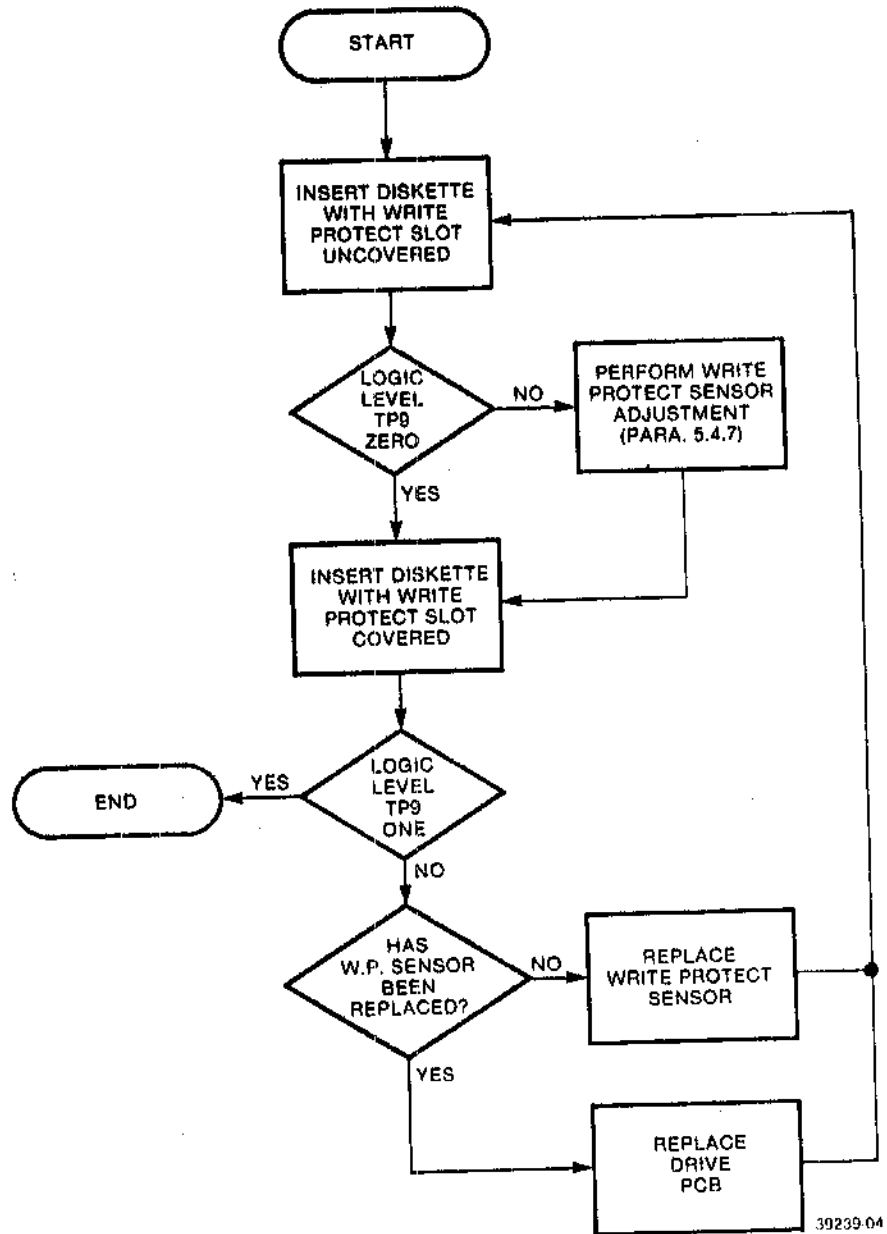 START
INSERT DISKETTE
WITH WRITE
PROTECT SLOT
UNCOVERED
LOGIC
LEVEL
TP9
ZERO
NO
PERFORM WRITE
PROTECT SENSOR
ADJUSTMENT
(PARA. 5.4.7)
YES
INSERT DISKETTE
WITH WRITE
PROTECT SLOT
COVERED
LOGIC
LEVEL
TP9
ONE
YES
END
NO
HAS
W.P. SENSOR
BEEN
REPLACED?
NO
REPLACE
WRITE PROTECT
SENSOR
YES
REPLACE
DRIVE
PCB
39239-04